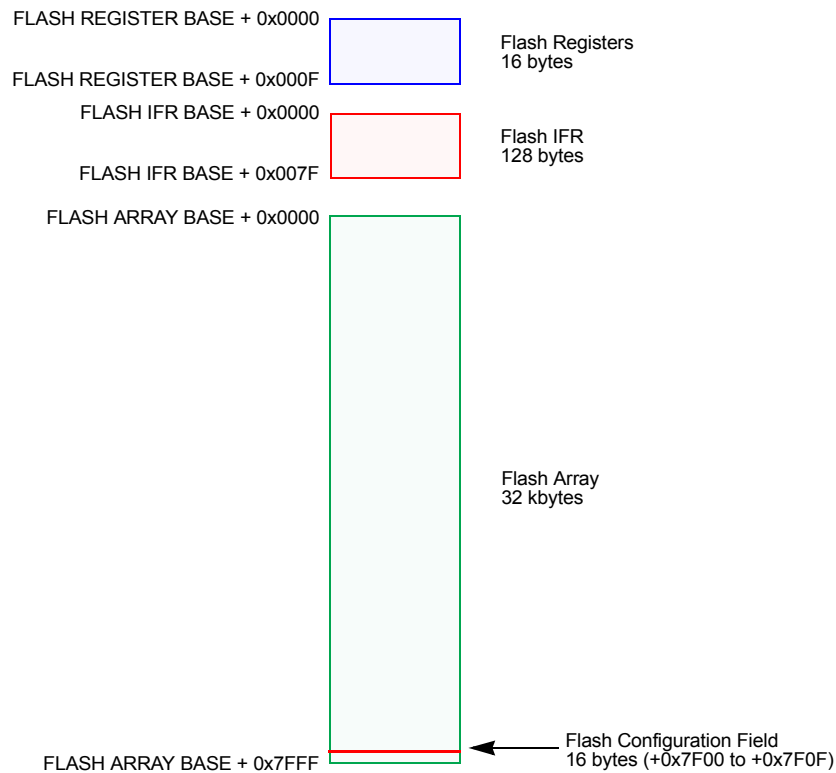 FLASH REGISTER BASE + 0x0000
Flash Registers
16 bytes
FLASH REGISTER BASE + 0x000F
FLASH IFR BASE + 0x0000
Flash IFR
128 bytes
FLASH IFR BASE + 0x007F
FLASH ARRAY BASE + 0x0000
Flash Array
32 kbytes
Flash Configuration Field
16 bytes (+0x7F00 to +0x7F0F)
FLASH ARRAY BASE + 0x7FFF